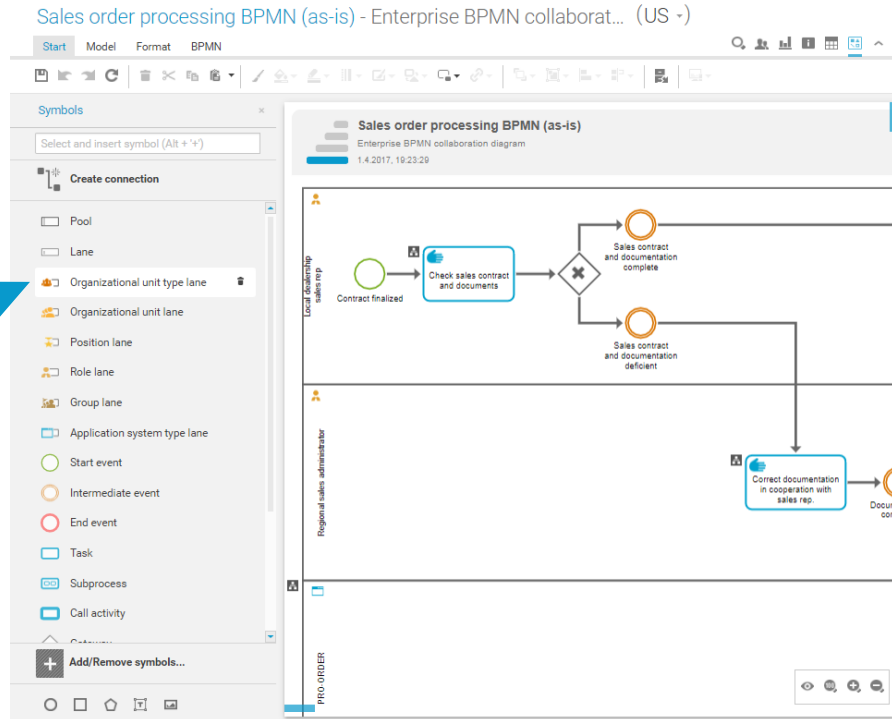 Sales order processing BPMN (as-is) - Enterprise BPMN collaborat... (US -)
Start Model Format BPMN
Symbols ×
Select and insert symbol (Alt + '+')
Create connection
Pool
Lane
Organizational unit type lane
Organizational unit lane
Position lane
Role lane
Group lane
Application system type lane
Start event
Intermediate event
End event
Task
Subprocess
Call activity
Gateway
Add/Remove symbols...
Sales order processing BPMN (as-is)
Enterprise BPMN collaboration diagram
1.4.2017, 19:23:29
Local dealership
sales rep
Contract finalized
Check sales contract
and documents
Sales contract
and documentation
complete
Sales contract
and documentation
deficient
Regional sales administrator
Correct documentation
in cooperation with
sales rep.
PRO-ORDER